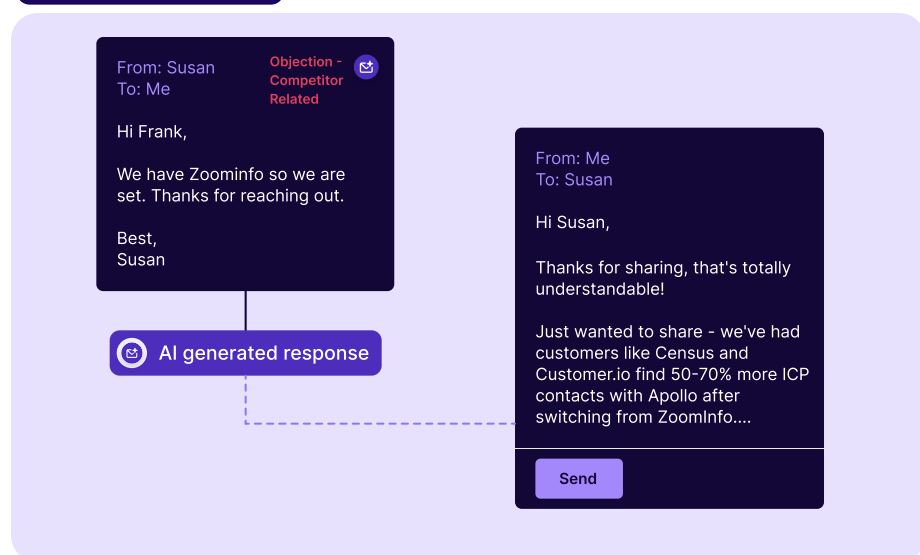 From: Susan
To: Me
Objection -
Competitor
Related
Hi Frank,
We have Zoominfo so we are
set. Thanks for reaching out.
Best,
Susan
AI generated response
From: Me
To: Susan
Hi Susan,
Thanks for sharing, that's totally
understandable!
Just wanted to share - we've had
customers like Census and
Customer.io find 50-70% more ICP
contacts with Apollo after
switching from ZoomInfo....
Send